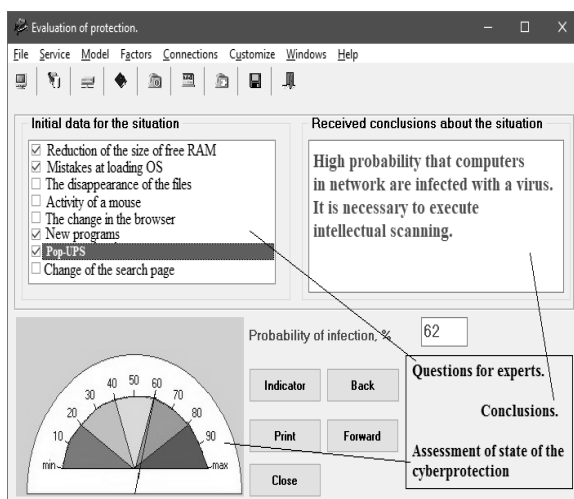 Evaluation of protection.
File Service Model Factors Connections Customize Windows Help
Initial data for the situation
Reduction of the size of free RAM
Mistakes at loading OS
The disappearance of the files
Activity of a mouse
The change in the browser
New programs
Pop-UPS
Change of the search page
Received conclusions about the situation
High probability that computers
in network are infected with a virus.
It is necessary to execute
intellectual scanning.
Probability of infection, %
62
min
10
20
30
40
50
60
70
80
90
max
Indicator
Back
Print
Forward
Close
Questions for experts.
Conclusions.
Assessment of state of the
cyberprotection